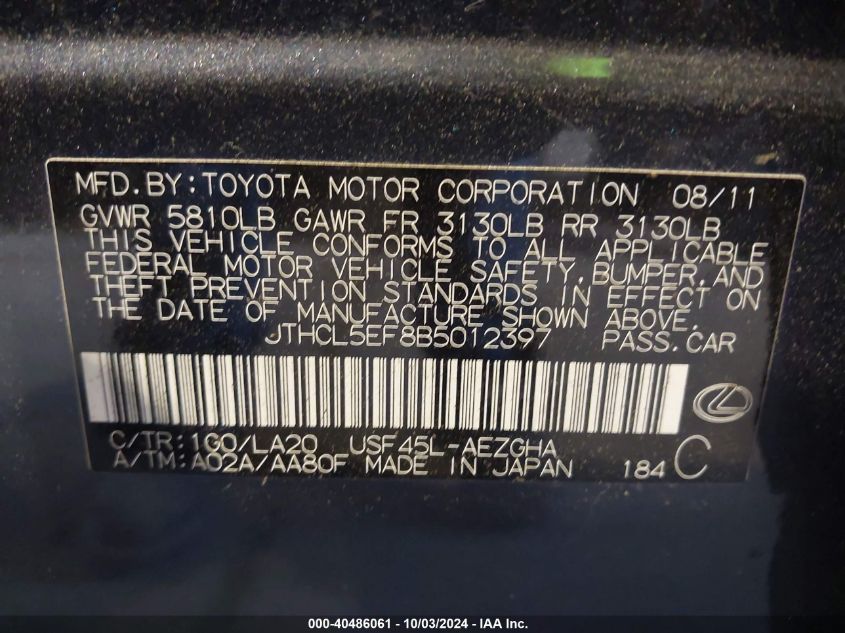 MFD.BY:TOYOTA MOTOR CORPORATION 08/11
GVWR 5810LB GAWR FR 3130LB RR 3130LB
THIS VEHICLE CONFORMS TO ALL APPLICABLE
FEDERAL MOTOR VEHICLE SAFETY,BUMPER,AND
THEFT PREVENTION STANDARDS IN EFFECT ON
THE DATE OF MANUFACTURE SHOWN ABOVE.
JTHCL5EF8B5012397 PASS.CAR
C/TR:1G0/LA20 USF45L-AEZGHA
A/TM:A02A/AA80F MADE IN JAPAN 184 C
000-40486061 - 10/03/2024 - IAA Inc.